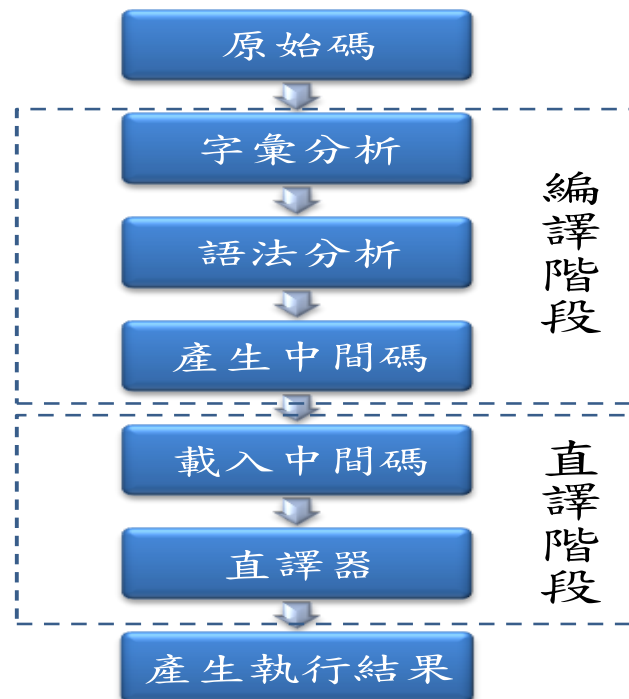 原始碼
字彙分析
語法分析
產生中間碼
編譯階段
載入中間碼
直譯器
直譯階段
產生執行結果